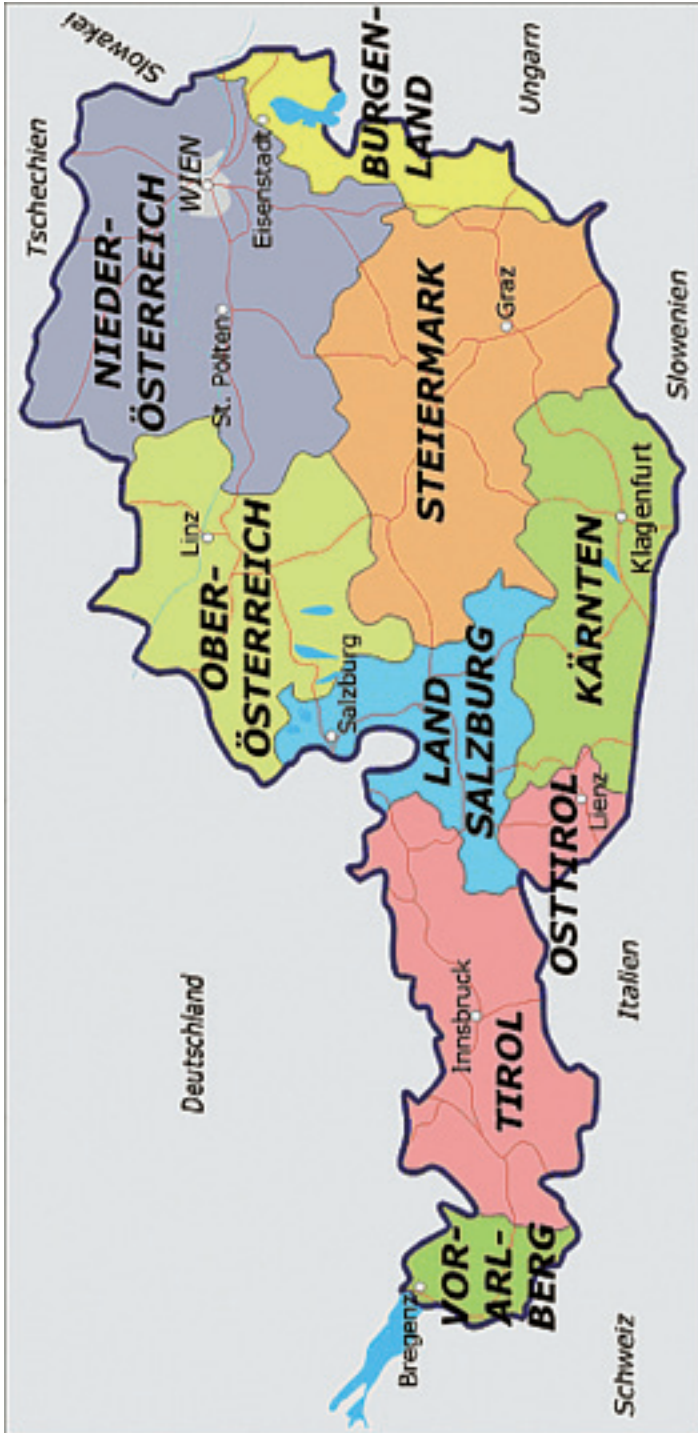 Tschechien
Slowakei
NIEDER-
ÖSTERREICH
WIEN
St. Pölten
Eisenstadt
BURGEN-
LAND
Ungarn
Linz
OBER-
ÖSTERREICH
Deutschland
Salzburg
LAND
SALZBURG
STEIERMARK
Graz
Slowenien
KÄRNTEN
Klagenfurt
OSTTIROL
Lienz
Italien
Innsbruck
TIROL
Bregenz
VOR-
ARL-
BERG
Schweiz